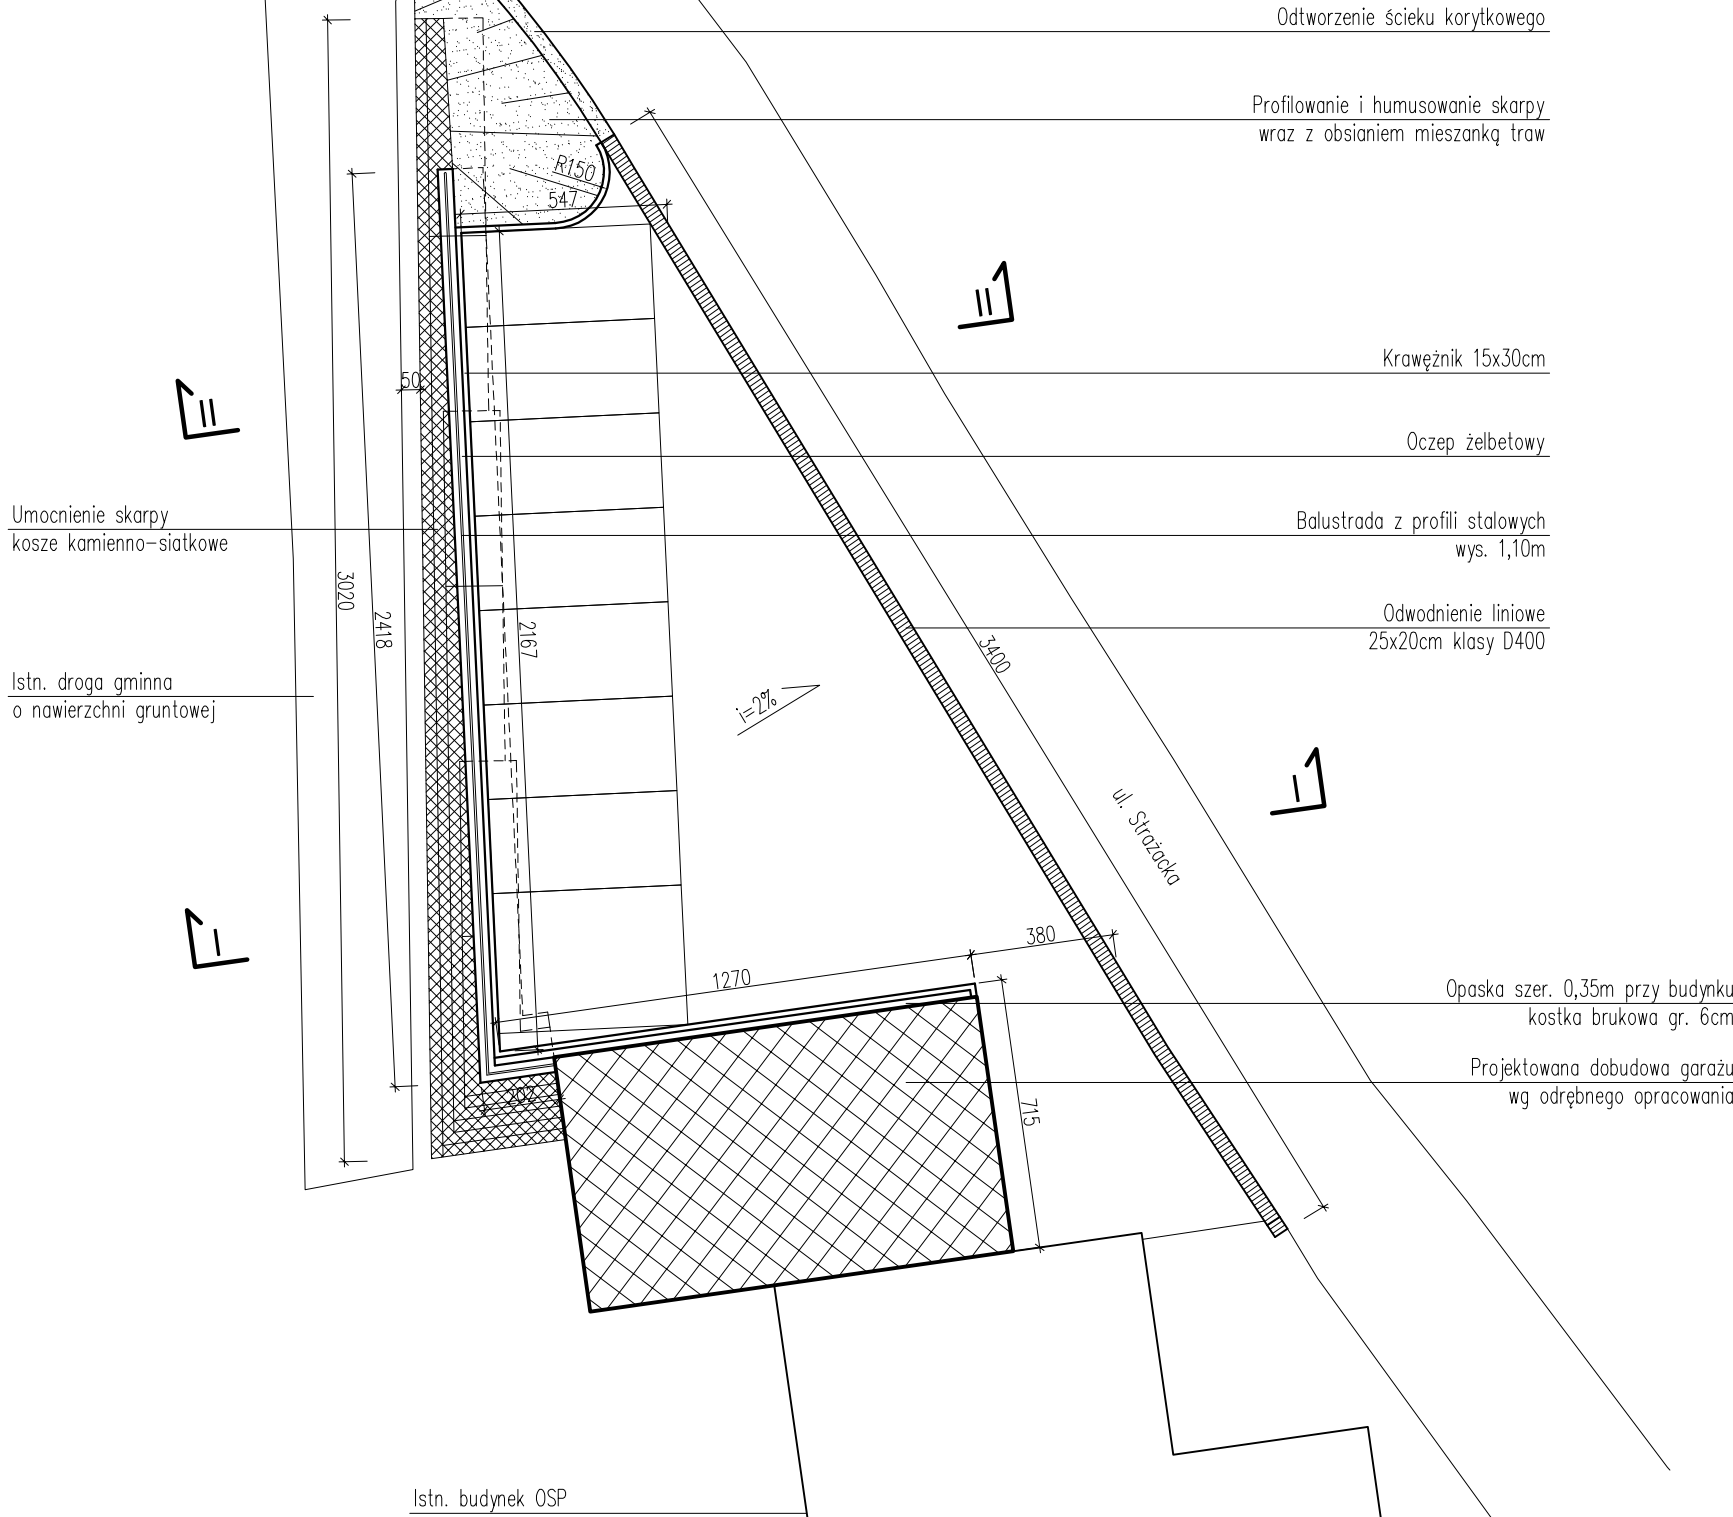 Odtworzenie ścieku korytkowego
Profilowanie i humusowanie skarpy
wraz z obsianiem mieszanką traw
R150
547
II
Krawężnik 15x30cm
50
II
Oczep żelbetowy
Umocnienie skarpy
kosze kamienno-siatkowe
Balustrada z profili stalowych
wys. 1,10m
3020
2418
2167
Odwodnienie liniowe
25x20cm klasy D400
3400
Istn. droga gminna
o nawierzchni gruntowej
i=2%
I
ul. Strażacka
I
380
1270
Opaska szer. 0,35m przy budynku
kostka brukowa gr. 6cm
Projektowana dobudowa garażu
wg odrębnego opracowania
202
715
Istn. budynek OSP